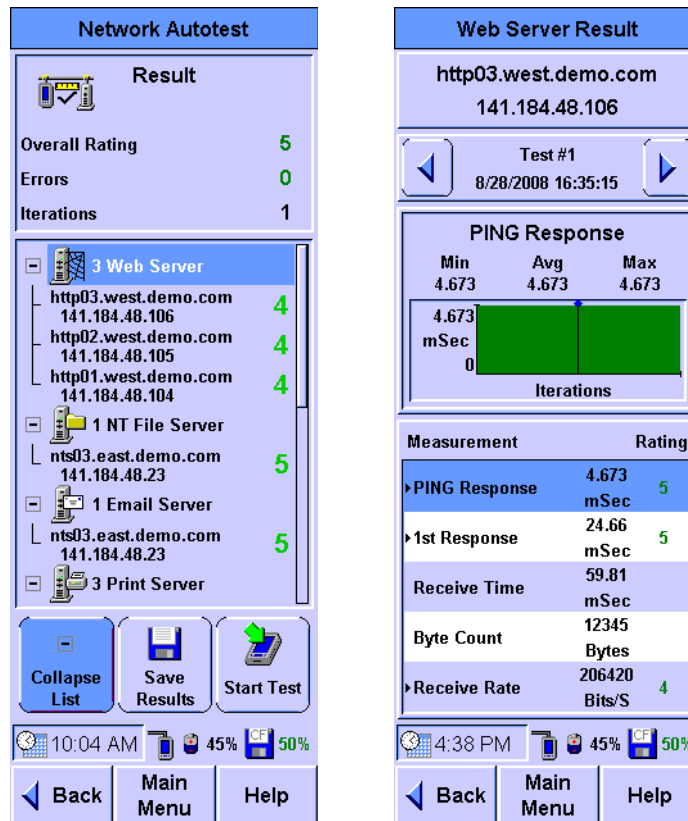 Network Autotest
Result
Overall Rating 5
Errors 0
Iterations 1
3 Web Server
http03.west.demo.com
141.184.48.106
4
http02.west.demo.com
141.184.48.105
4
http01.west.demo.com
141.184.48.104
4
1 NT File Server
nts03.east.demo.com
141.184.48.23
5
1 Email Server
nts03.east.demo.com
141.184.48.23
5
3 Print Server
Collapse List
Save Results
Start Test
10:04 AM 45% CF 50%
Back
Main Menu
Help
Web Server Result
http03.west.demo.com
141.184.48.106
Test #1
8/28/2008 16:35:15
PING Response
Min Avg Max
4.673 4.673 4.673
4.673
mSec
0
Iterations
Measurement Rating
PING Response 4.673 mSec 5
1st Response 24.66 mSec 5
Receive Time 59.81 mSec
Byte Count 12345 Bytes
Receive Rate 206420 Bits/S 4
4:38 PM 45% CF 50%
Back
Main Menu
Help